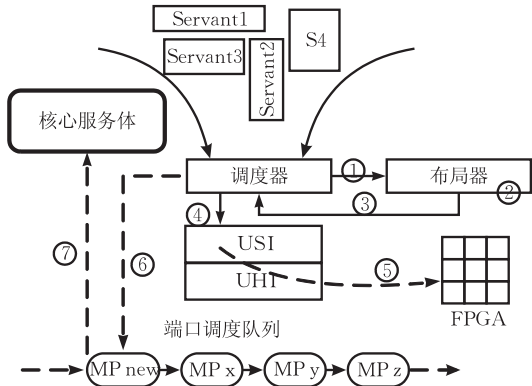 Servant1
S4
Servant3
Servant2
核心服务体
调度器
①
布局器
②
③
④
USI
⑦
⑥
⑤
UHI
FPGA
端口调度队列
MP new
MP x
MP y
MP z